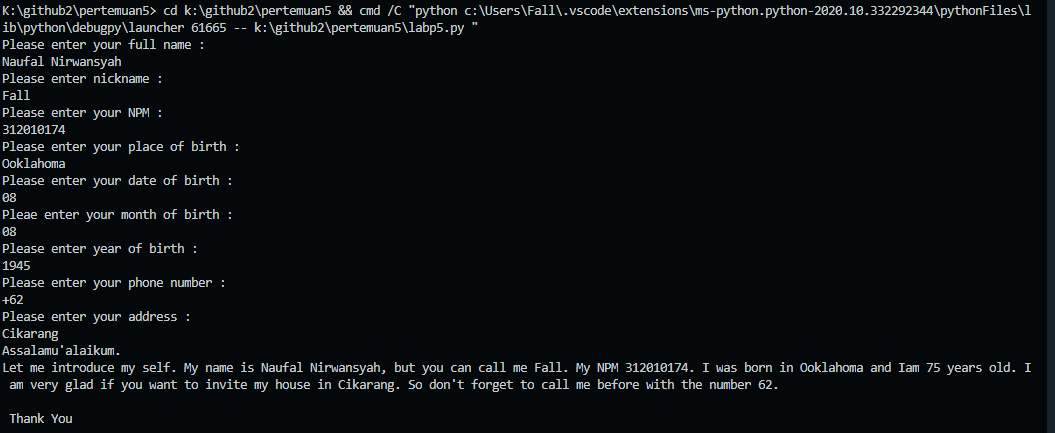 K:\github2\pertemuan5> cd k:\github2\pertemuan5 && cmd /C "python c:\Users\Fall\.vscode\extensions\ms-python.python-2020.10.332292344\pythonFiles\l
ib\python\debugpy\launcher 61665 -- k:\github2\pertemuan5\labp5.py "
Please enter your full name :
Naufal Nirwansyah
Please enter nickname :
Fall
Please enter your NPM :
312010174
Please enter your place of birth :
Ooklahoma
Please enter your date of birth :
08
Pleae enter your month of birth :
08
Please enter year of birth :
1945
Please enter your phone number :
+62
Please enter your address :
Cikarang
Assalamu'alaikum.
Let me introduce my self. My name is Naufal Nirwansyah, but you can call me Fall. My NPM 312010174. I was born in Ooklahoma and Iam 75 years old. I
am very glad if you want to invite my house in Cikarang. So don't forget to call me before with the number 62.
Thank You